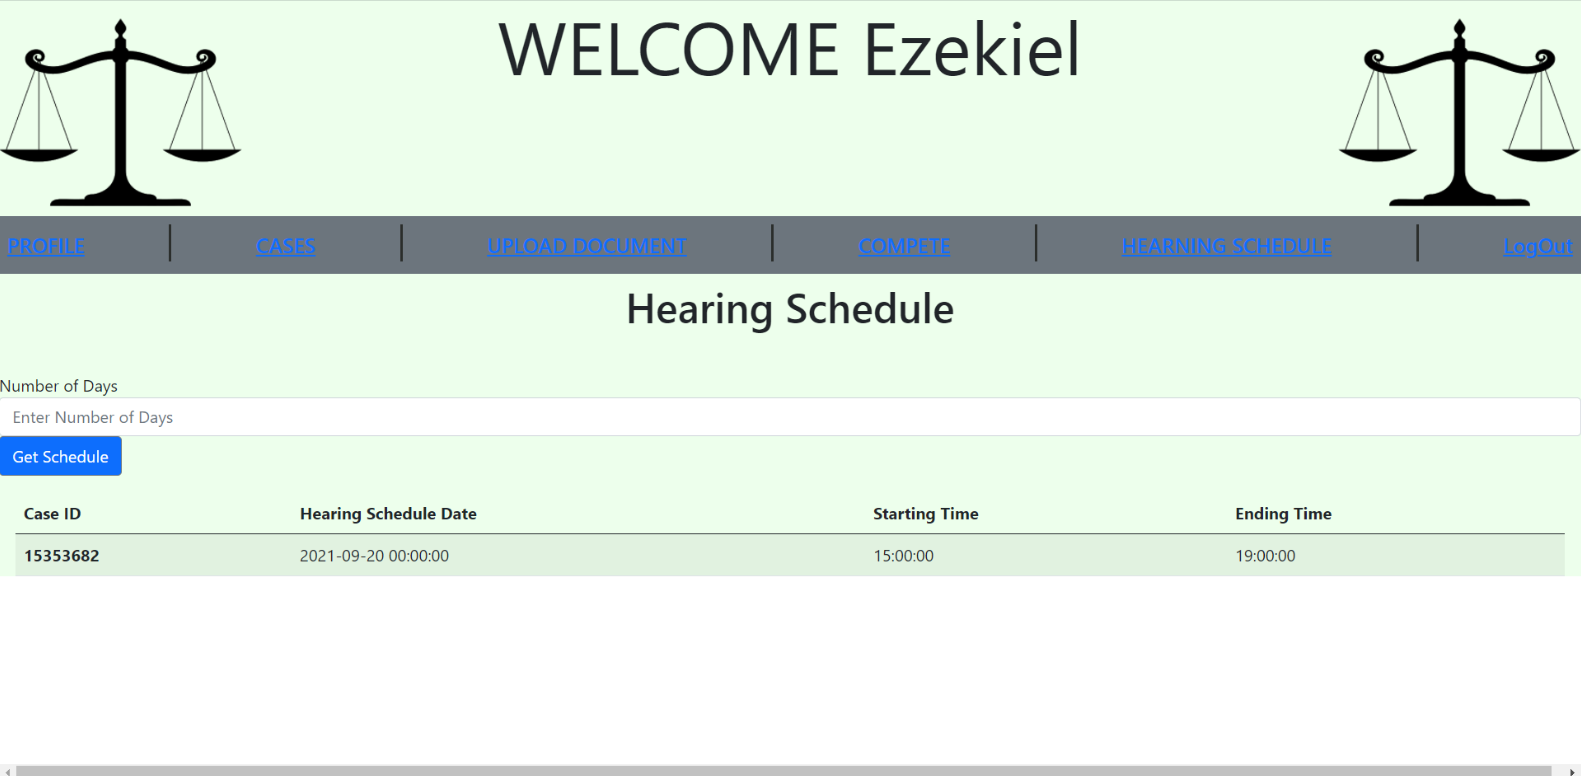 WELCOME Ezekiel
PROFILE CASES UPLOAD DOCUMENT COMPETE HEARNING SCHEDULE LogOut
Hearing Schedule
Number of Days
Enter Number of Days
Get Schedule
Case ID Hearing Schedule Date Starting Time Ending Time
15353682 2021-09-20 00:00:00 15:00:00 19:00:00